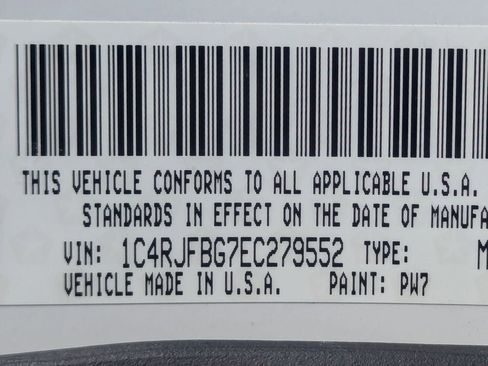 THIS VEHICLE CONFORMS TO ALL APPLICABLE U.S.A.
STANDARDS IN EFFECT ON THE DATE OF MANUFA
VIN: 1C4RJFBG7EC279552 TYPE: M
VEHICLE MADE IN U.S.A. PAINT: PW7